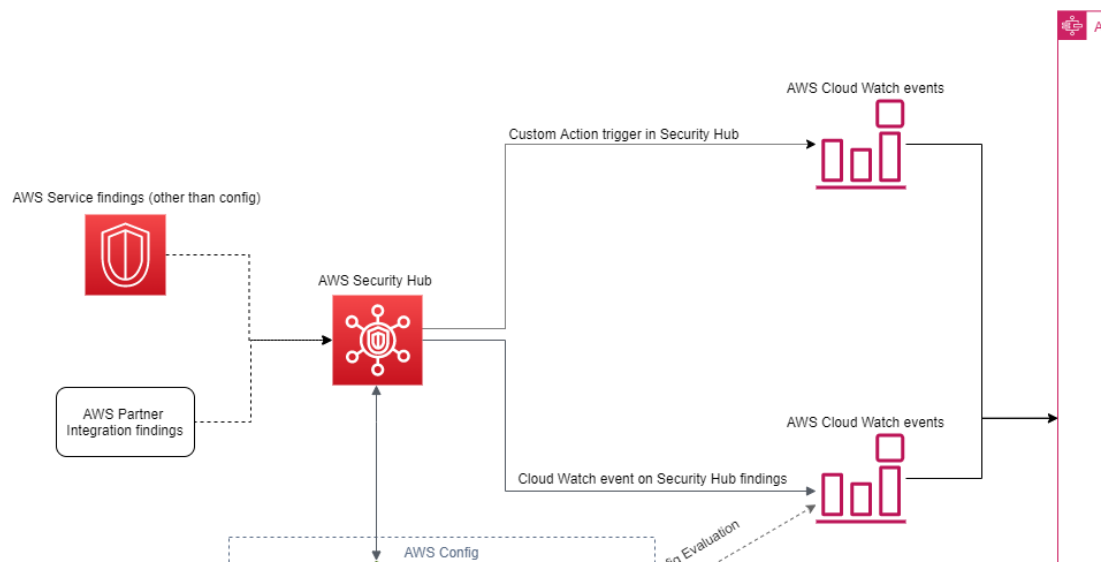 A
AWS Cloud Watch events
Custom Action trigger in Security Hub
AWS Service findings (other than config)
AWS Security Hub
AWS Partner
Integration findings
AWS Cloud Watch events
Cloud Watch event on Security Hub findings
Evaluation
AWS Config